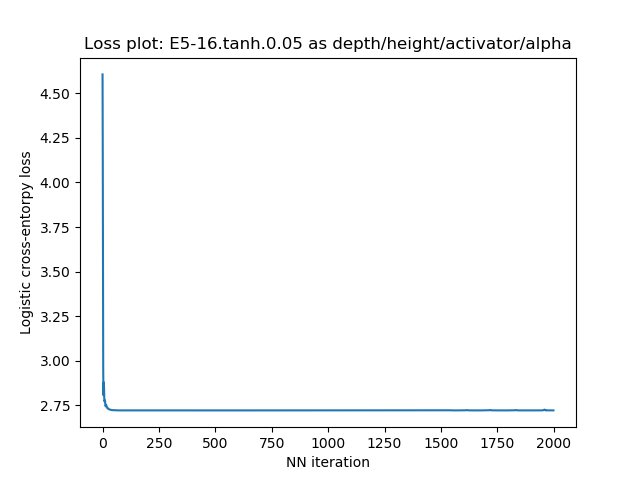 Loss plot: E5-16.tanh.0.05 as depth/height/activator/alpha
4.50
4.25
4.00
3.75
3.50
3.25
3.00
2.75
Logistic cross-entorpy loss
0 250 500 750 1000 1250 1500 1750 2000
NN iteration